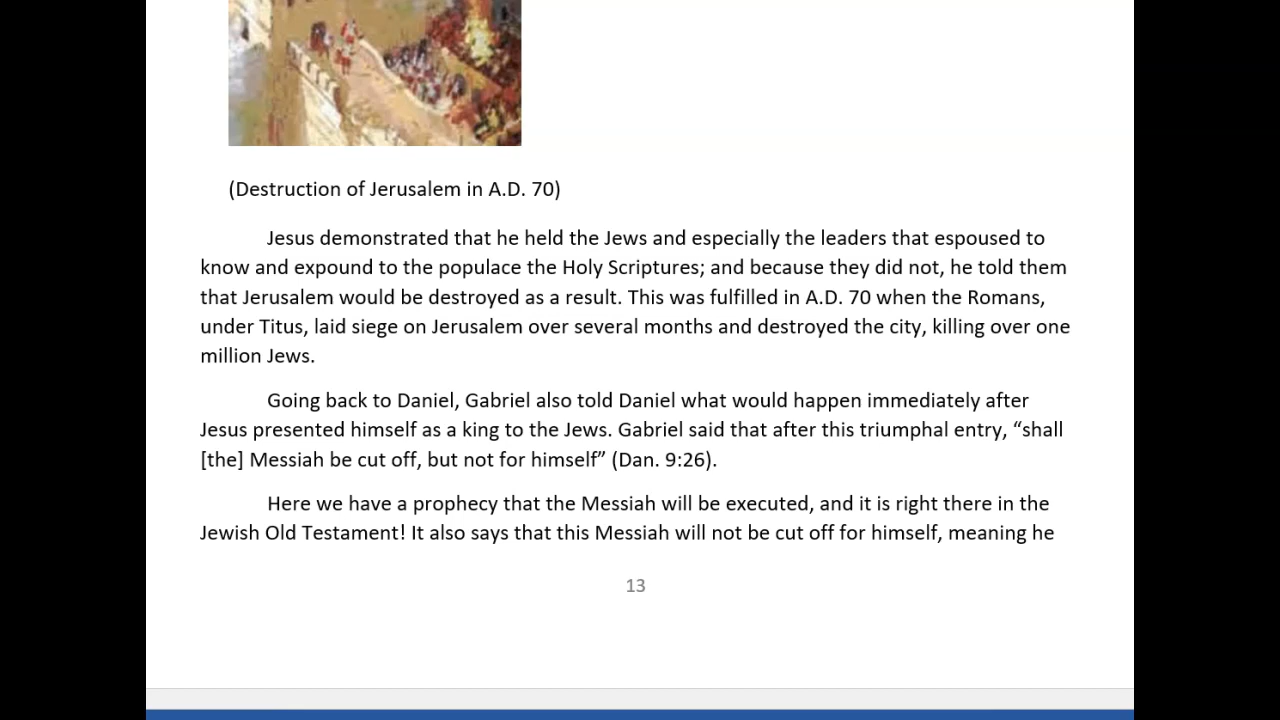 (Destruction of Jerusalem in A.D. 70)
Jesus demonstrated that he held the Jews and especially the leaders that espoused to
know and expound to the populace the Holy Scriptures; and because they did not, he told them
that Jerusalem would be destroyed as a result. This was fulfilled in A.D. 70 when the Romans,
under Titus, laid siege on Jerusalem over several months and destroyed the city, killing over one
million Jews.
Going back to Daniel, Gabriel also told Daniel what would happen immediately after
Jesus presented himself as a king to the Jews. Gabriel said that after this triumphal entry, “shall
[the] Messiah be cut off, but not for himself” (Dan. 9:26).
Here we have a prophecy that the Messiah will be executed, and it is right there in the
Jewish Old Testament! It also says that this Messiah will not be cut off for himself, meaning he
13